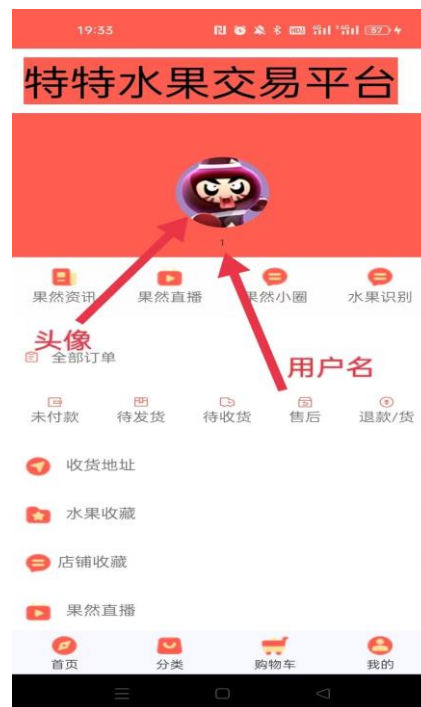 19:33
57
特特水果交易平台
1
果然资讯 果然直播 果然小圈 水果识别
头像
全部订单
用户名
未付款 待发货 待收货 售后 退款/货
收货地址
水果收藏
店铺收藏
果然直播
首页 分类 购物车 我的